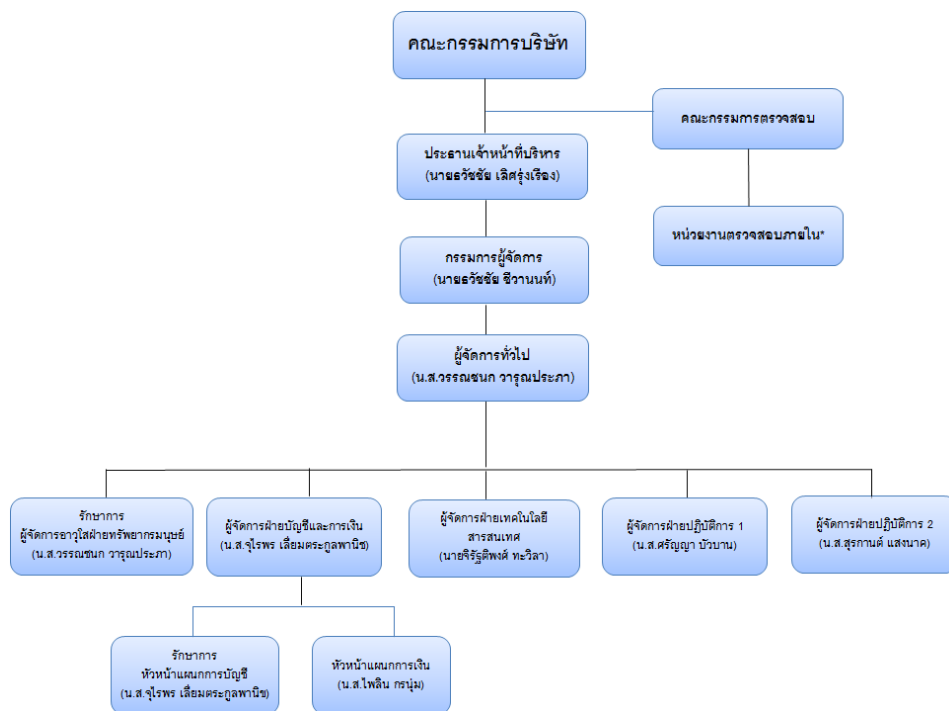 คณะกรรมการบริษัท
คณะกรรมการตรวจสอบ
ประธานเจ้าหน้าที่บริหาร
(นายธวัชชัย เลิศรุ่งเรือง)
หน่วยงานตรวจสอบภายใน*
กรรมการผู้จัดการ
(นายธวัชชัย ชีวานนท์)
ผู้จัดการทั่วไป
(น.ส.วรรณชนก วารุณประภา)
รักษาการ
ผู้จัดการอาวุโสฝ่ายทรัพยากรมนุษย์
(น.ส.วรรณชนก วารุณประภา)
ผู้จัดการฝ่ายบัญชีและการเงิน
(น.ส.จุไรพร เลื่อมตระกูลพานิช)
ผู้จัดการฝ่ายเทคโนโลยี
สารสนเทศ
(นายจิรัฐติพงศ์ ทะวิลา)
ผู้จัดการฝ่ายปฏิบัติการ 1
(น.ส.ศรัญญา บัวบาน)
ผู้จัดการฝ่ายปฏิบัติการ 2
(น.ส.สุรกานต์ แสงนาค)
รักษาการ
หัวหน้าแผนกการบัญชี
(น.ส.จุไรพร เลื่อมตระกูลพานิช)
หัวหน้าแผนกการเงิน
(น.ส.ไพลิน กรนุ่ม)